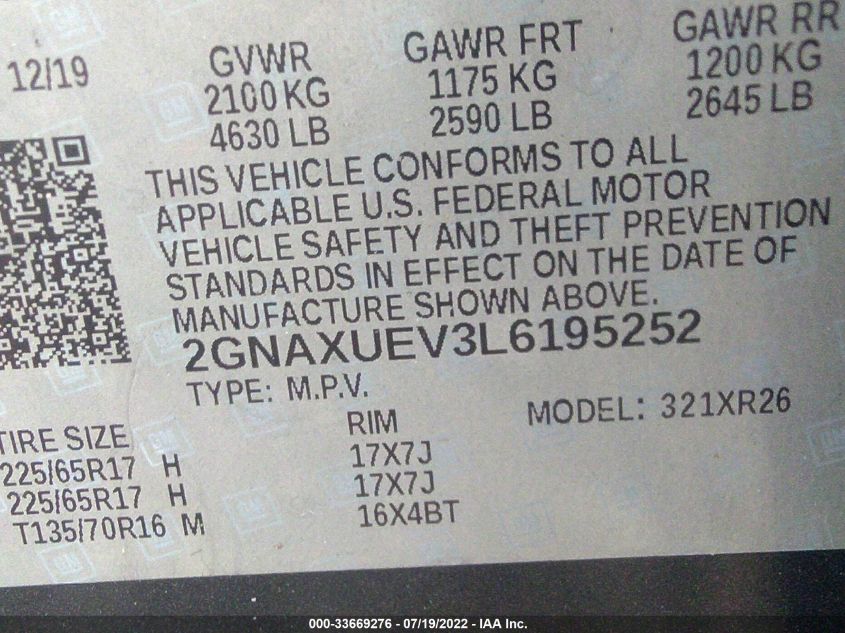 12/19 GVWR GAWR FRT GAWR RR
2100 KG 1175 KG 1200 KG
4630 LB 2590 LB 2645 LB
THIS VEHICLE CONFORMS TO ALL
APPLICABLE U.S. FEDERAL MOTOR
VEHICLE SAFETY AND THEFT PREVENTION
STANDARDS IN EFFECT ON THE DATE OF
MANUFACTURE SHOWN ABOVE.
2GNAXUEV3L6195252
TYPE: M.P.V. MODEL: 321XR26
TIRE SIZE RIM
225/65R17 H 17X7J
225/65R17 H 17X7J
T135/70R16 M 16X4BT
000-33669276 - 07/19/2022 - IAA Inc.